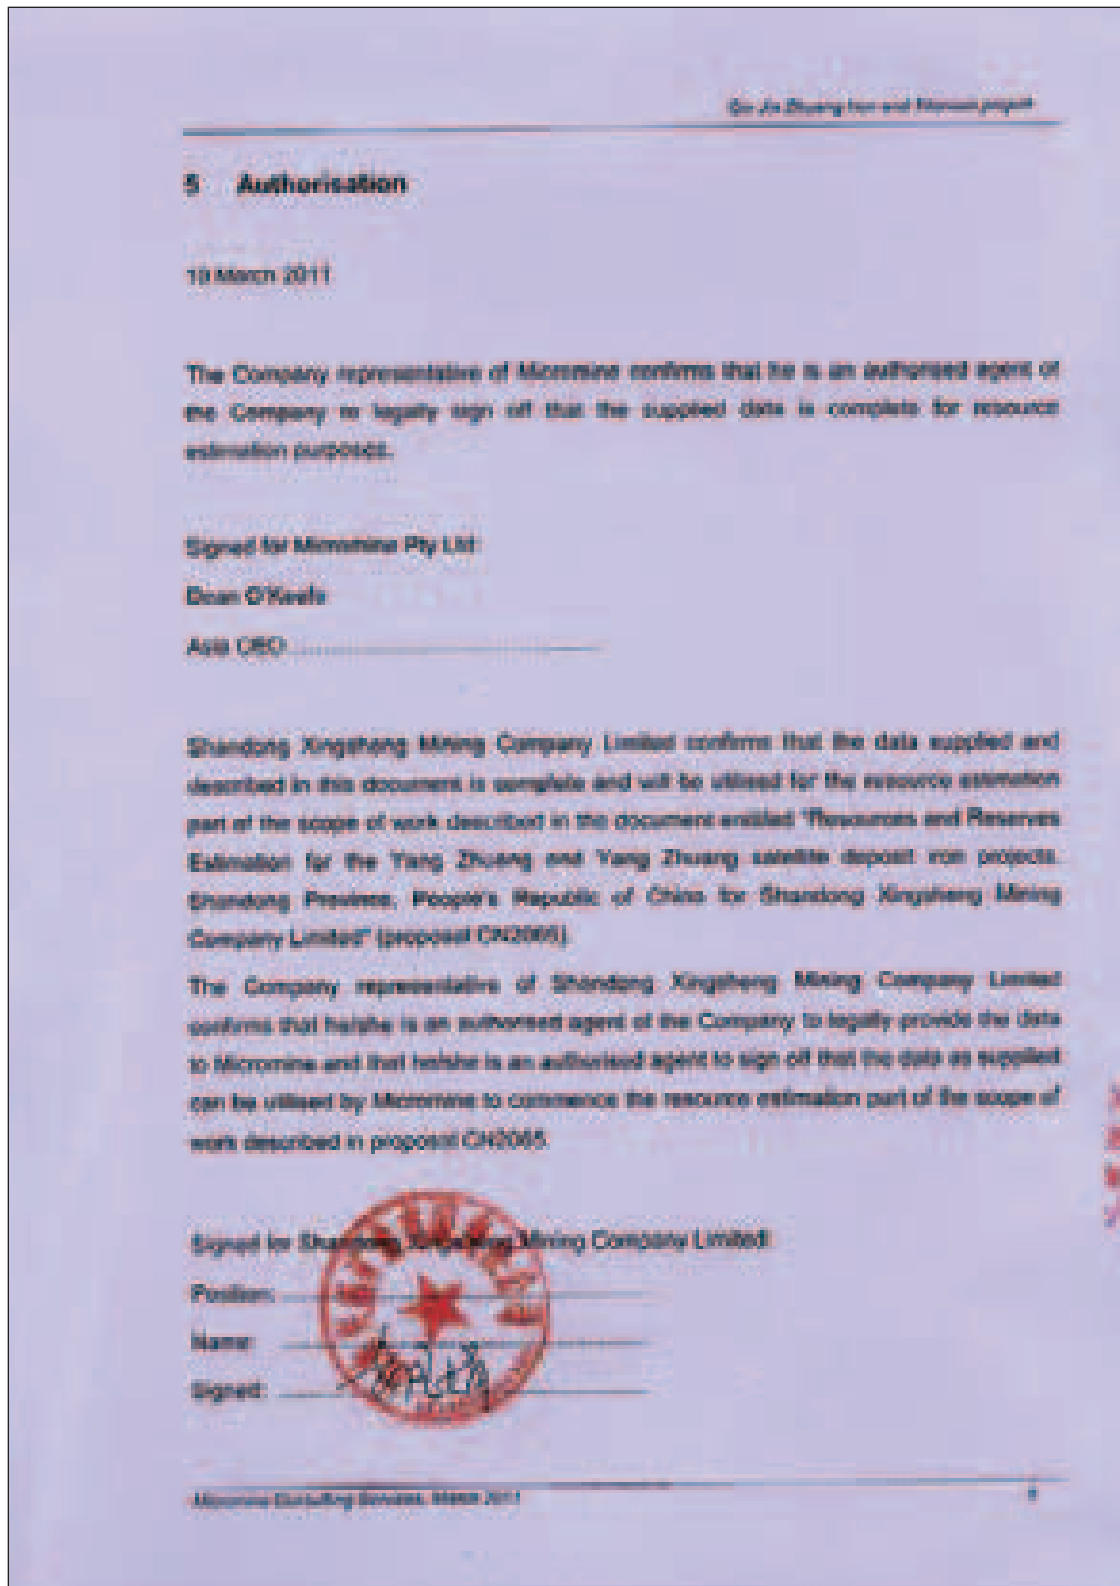 5 Authorisation
March 2011
The Company representative of Micromine confirms that he is an authorised agent of
the Company to legally sign off that the supplied data is complete for resource
estimation purposes.
Signed for Micromine Pty Ltd
Dean O'Keefe
Asia
Shandong Xingsheng Mining Company Limited confirms that the data supplied and
described in this document is complete and will be utilised for the resource estimation
part of the scope of work described in the document entitled "Resources and Reserves
Estimation for the Yang Zhuang and Yang Zhuang satellite deposit iron projects,
Shandong Province, People's Republic of China for Shandong Xingsheng Mining
Company Limited" (proposal CN2065).
The Company representative of Shandong Xingsheng Mining Company Limited
confirms that he/she is an authorised agent of the Company to legally provide the data
to Micromine and that he/she is an authorised agent to sign off that the data as supplied
can be utilised by Micromine to commence the resource estimation part of the scope of
work described in proposal CN2065.
Signed for Shandong Xingsheng Mining Company Limited
Position:
Name:
Signed:
Micromine Consulting Services, March 2011